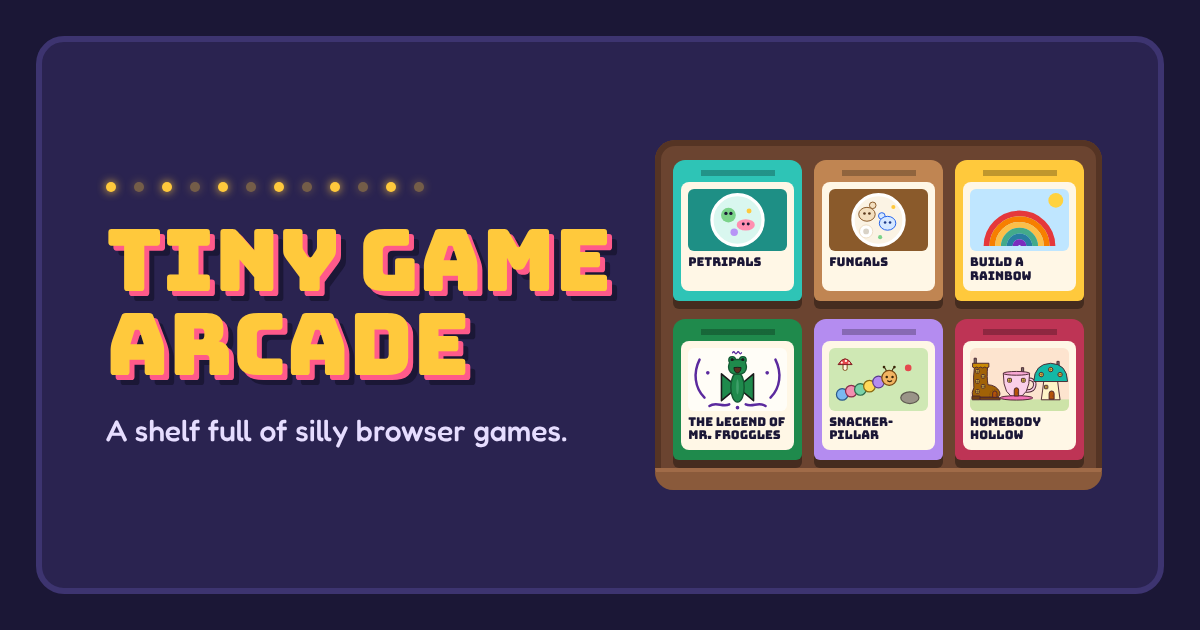 TINY GAME
ARCADE
A shelf full of silly browser games.
PETRIPALS
FUNGALS
BUILD A
RAINBOW
THE LEGEND OF
MR. FROGGLES
SNACKER-
PILLAR
HOMEBODY
HOLLOW